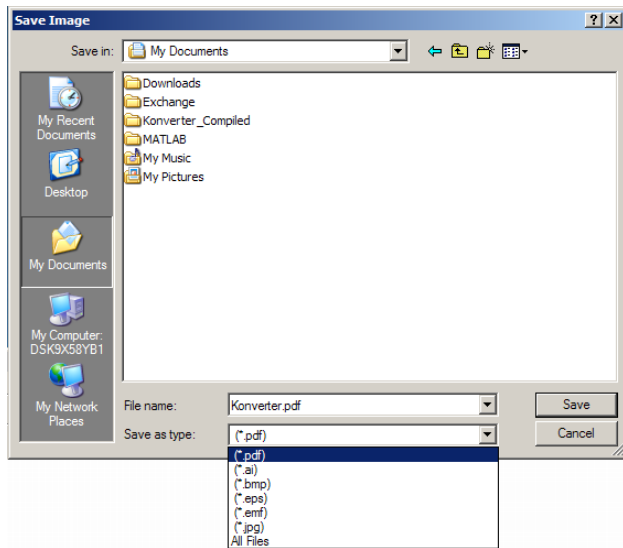 Save Image
Save in: My Documents
My Recent
Documents
Desktop
My Documents
My Computer:
DSK9X58YB1
My Network
Places
Downloads
Exchange
Konverter_Compiled
MATLAB
My Music
My Pictures
File name: Konverter.pdf Save
Save as type: (*.pdf) Cancel
(*.pdf)
(*.ai)
(*.bmp)
(*.eps)
(*.emf)
(*.jpg)
All Files